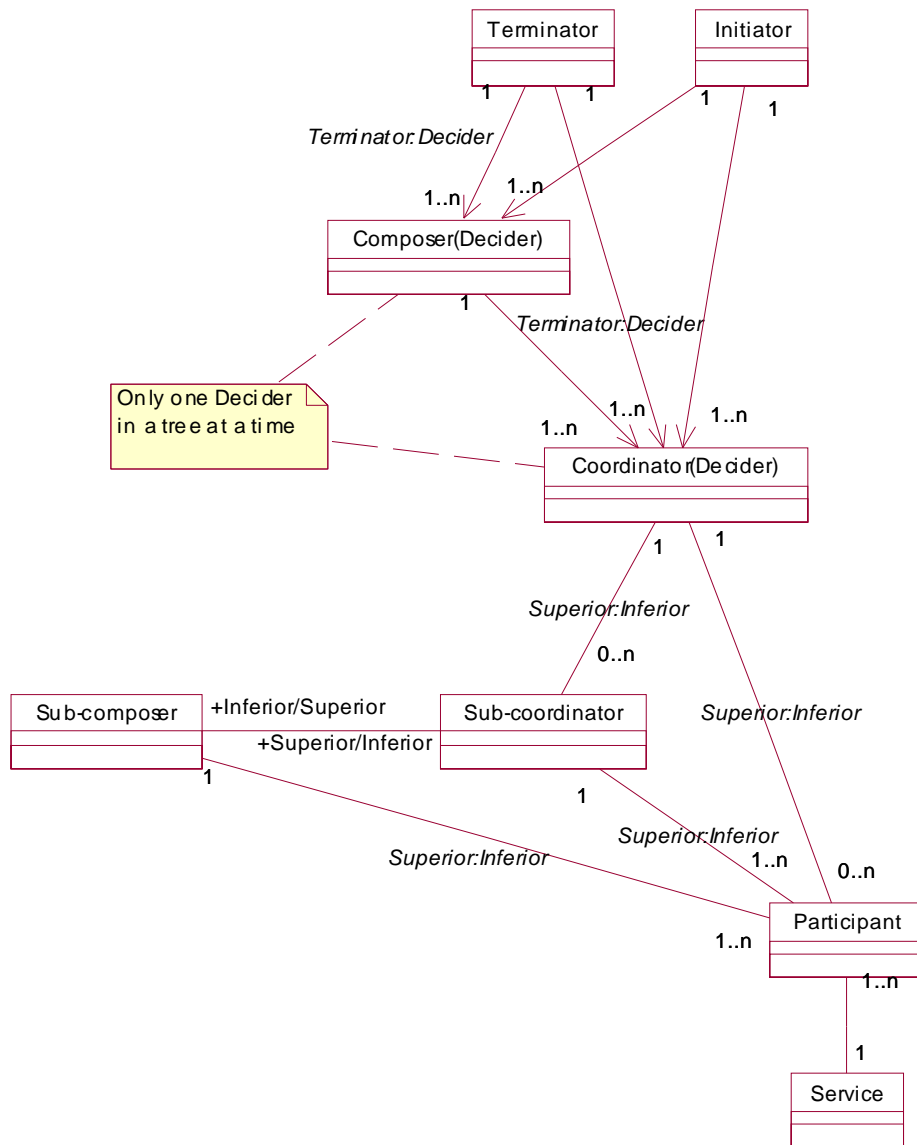 Terminator
Initiator
1
1
1
1
Terminator:Decider
1..n
1..n
Composer(Decider)
1
Terminator:Decider
Only one Decider
in a tree at a time
1..n
1..n
1..n
Coordinator(Decider)
1
1
Superior:Inferior
0..n
Sub-composer
+Inferior/Superior
Sub-coordinator
Superior:Inferior
+Superior/Inferior
1
1
Superior:Inferior
Superior:Inferior
1..n
0..n
Participant
1..n
1..n
1
Service